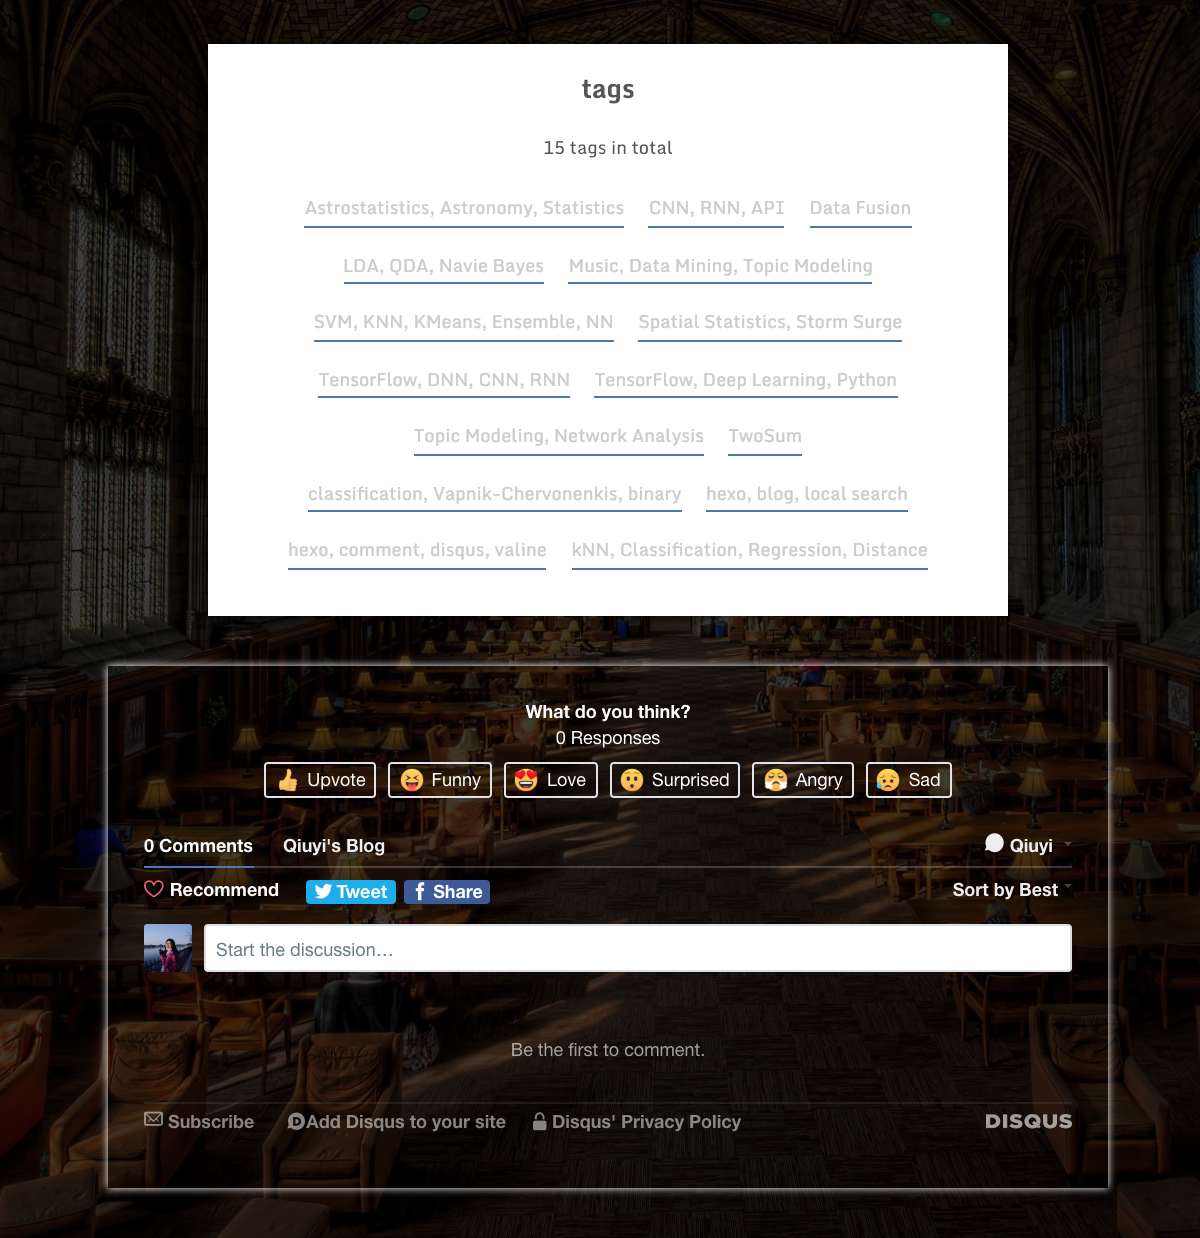 tags
15 tags in total
Astrostatistics, Astronomy, Statistics CNN, RNN, API Data Fusion
LDA, QDA, Navie Bayes Music, Data Mining, Topic Modeling
SVM, KNN, KMeans, Ensemble, NN Spatial Statistics, Storm Surge
TensorFlow, DNN, CNN, RNN TensorFlow, Deep Learning, Python
Topic Modeling, Network Analysis TwoSum
classification, Vapnik-Chervonenkis, binary hexo, blog, local search
hexo, comment, disqus, valine kNN, Classification, Regression, Distance
What do you think?
0 Responses
Upvote Funny Love Surprised Angry Sad
0 Comments Qiuyi's Blog Qiuyi
Recommend Tweet Share Sort by Best
Start the discussion…
Be the first to comment.
Subscribe Add Disqus to your site Disqus' Privacy Policy DISQUS